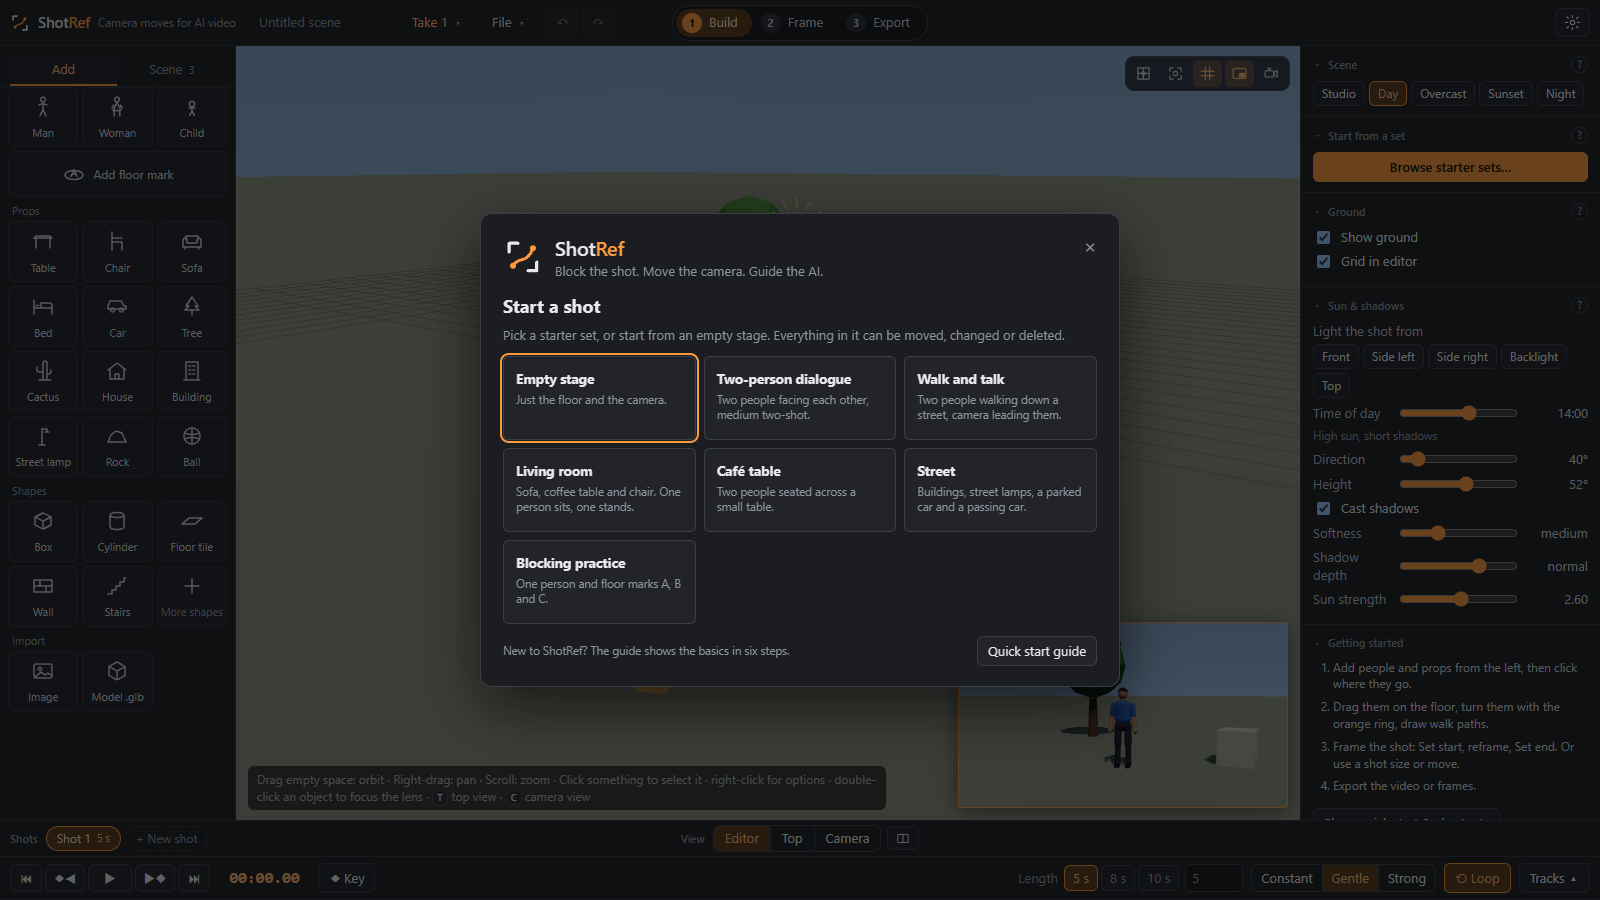 ShotRef Camera moves for AI video Untitled scene Take 1 File 1 Build 2 Frame 3 Export
Add Scene 3
Man Woman Child
Add floor mark
Props
Table Chair Sofa
Bed Car Tree
Cactus House Building
Street lamp Rock Ball
Shapes
Box Cylinder Floor tile
Wall Stairs More shapes
Import
Image Model .glb
ShotRef
Block the shot. Move the camera. Guide the AI.
Start a shot
Pick a starter set, or start from an empty stage. Everything in it can be moved, changed or deleted.
Empty stage
Just the floor and the camera.
Two-person dialogue
Two people facing each other,
medium two-shot.
Walk and talk
Two people walking down a
street, camera leading them.
Living room
Sofa, coffee table and chair. One
person sits, one stands.
Café table
Two people seated across a
small table.
Street
Buildings, street lamps, a parked
car and a passing car.
Blocking practice
One person and floor marks A, B
and C.
New to ShotRef? The guide shows the basics in six steps.
Quick start guide
Drag empty space: orbit · Right-drag: pan · Scroll: zoom · Click something to select it · right-click for options · double-
click an object to focus the lens · T top view · C camera view
Scene ?
Studio Day Overcast Sunset Night
Start from a set ?
Browse starter sets...
Ground ?
Show ground
Grid in editor
Sun & shadows ?
Light the shot from
Front Side left Side right Backlight
Top
Time of day 14:00
High sun, short shadows
Direction 40°
Height 52°
Cast shadows
Softness medium
Shadow
depth normal
Sun strength 2.60
Getting started
1. Add people and props from the left, then click
where they go.
2. Drag them on the floor, turn them with the
orange ring, draw walk paths.
3. Frame the shot: Set start, reframe, Set end. Or
use a shot size or move.
4. Export the video or frames.
Shots Shot 1 5 s + New shot View Editor Top Camera
00:00.00 Key Length 5 s 8 s 10 s 5 Constant Gentle Strong Loop Tracks